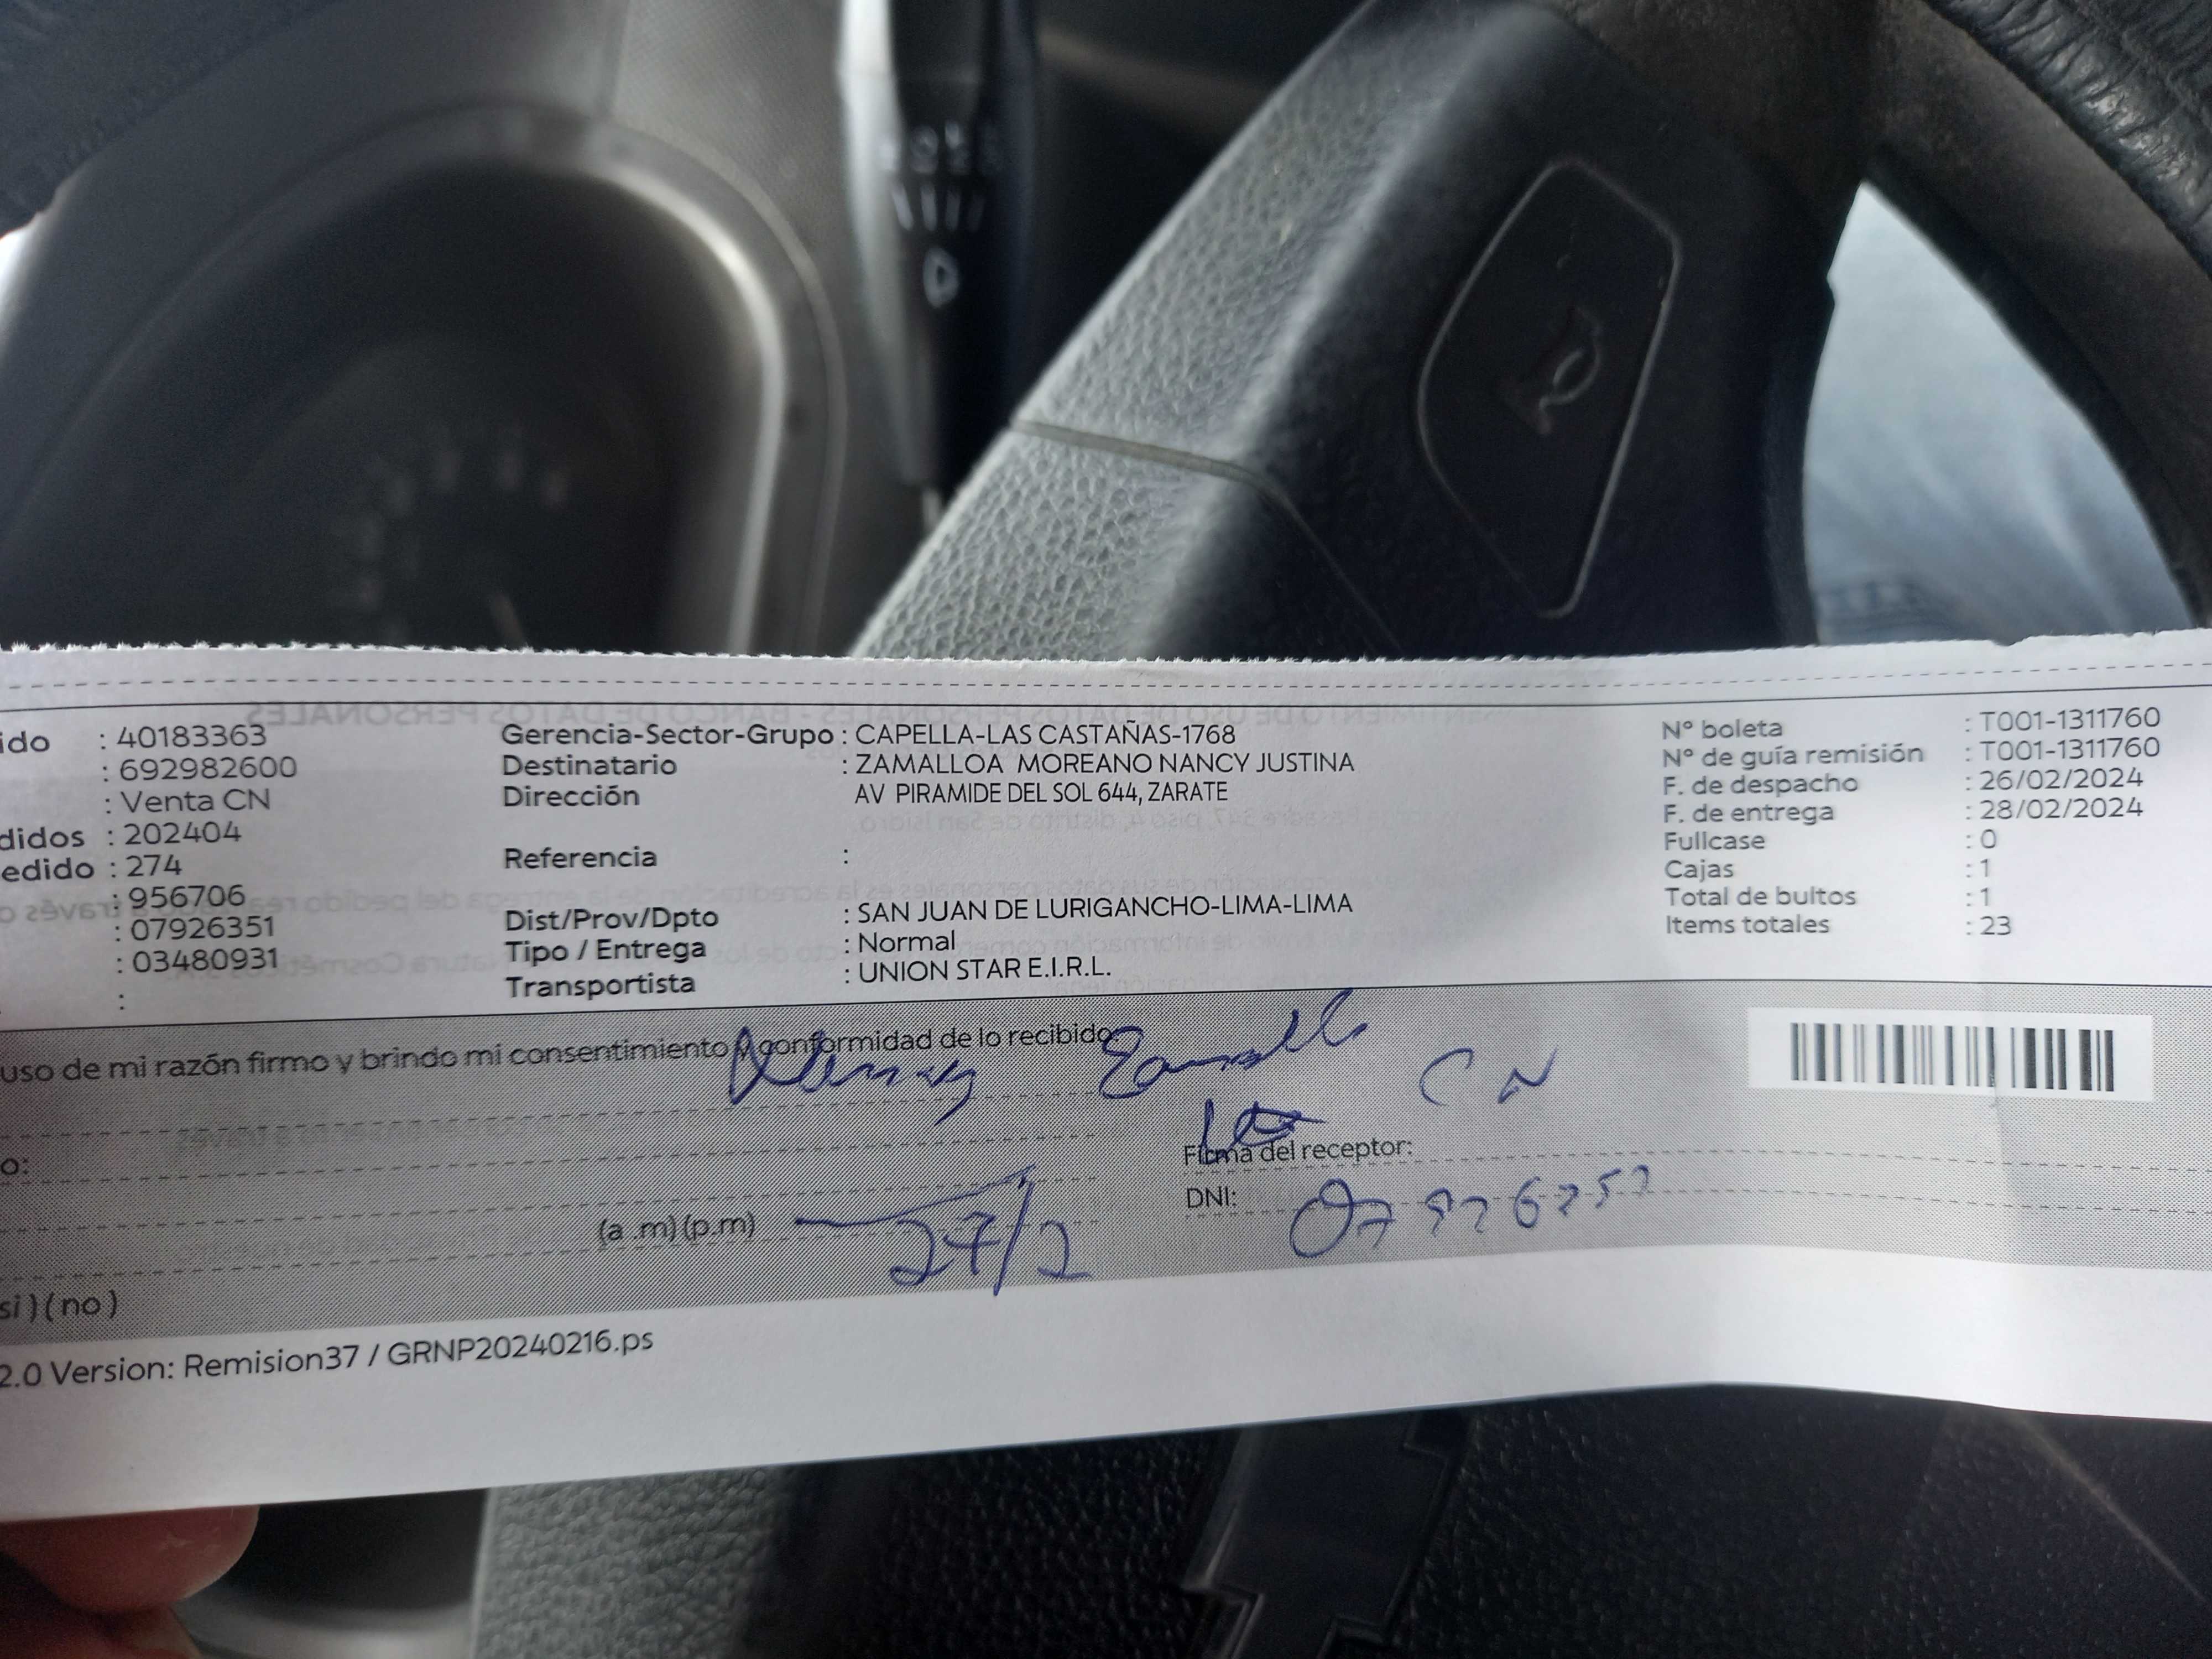 ido : 40183363
: 692982600
: Venta CN
didos : 202404
edido : 274
: 956706
: 07926351
: 03480931
:
Gerencia-Sector-Grupo : CAPELLA-LAS CASTAÑAS-1768
Destinatario : ZAMALLOA MOREANO NANCY JUSTINA
Dirección AV PIRAMIDE DEL SOL 644, ZARATE
Referencia :
Dist/Prov/Dpto : SAN JUAN DE LURIGANCHO-LIMA-LIMA
Tipo / Entrega : Normal
Transportista : UNION STAR E.I.R.L.
N° boleta : T001-1311760
N° de guía remisión : T001-1311760
F. de despacho : 26/02/2024
F. de entrega : 28/02/2024
Fullcase : 0
Cajas : 1
Total de bultos : 1
Items totales : 23
uso de mi razón firmo y brindo mi consentimiento y conformidad de lo recibido
Nancy Zamallo
CN
o:
Firma del receptor:
(a .m) (p.m) 27/2
DNI:
si ) ( no )
2.0 Version: Remision37 / GRNP20240216.ps